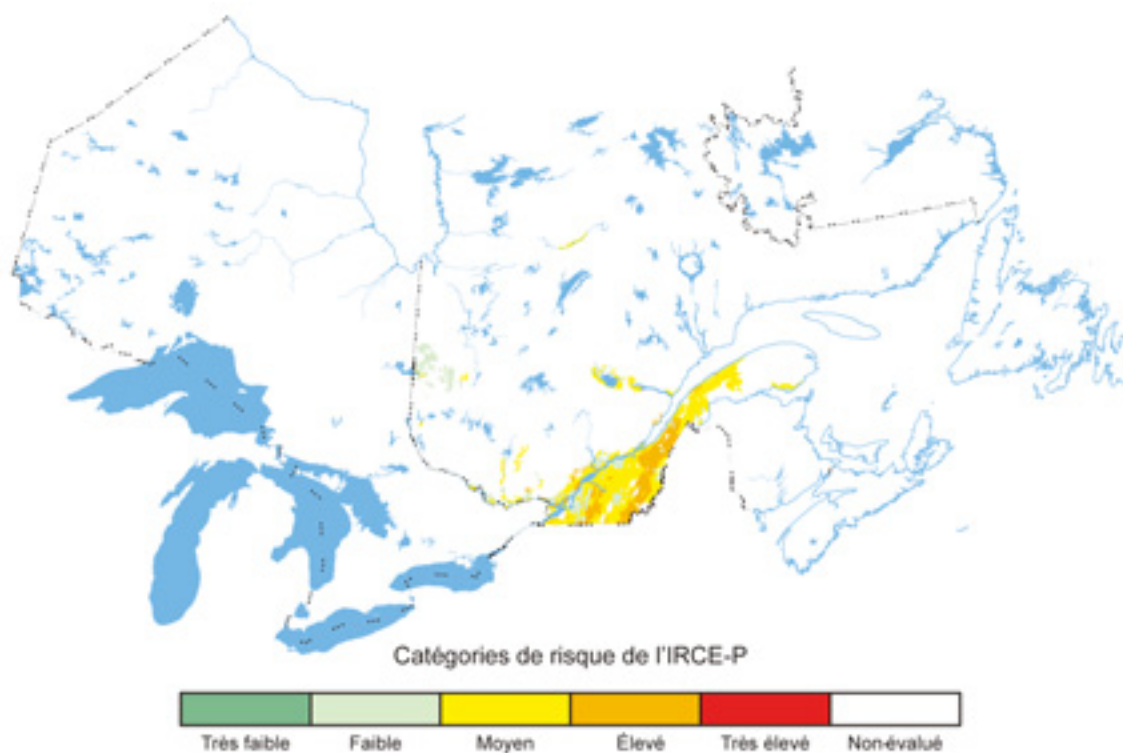 Catégories de risque de l'IRCE-P
Très faible Faible Moyen Élevé Très élevé Non-évalué